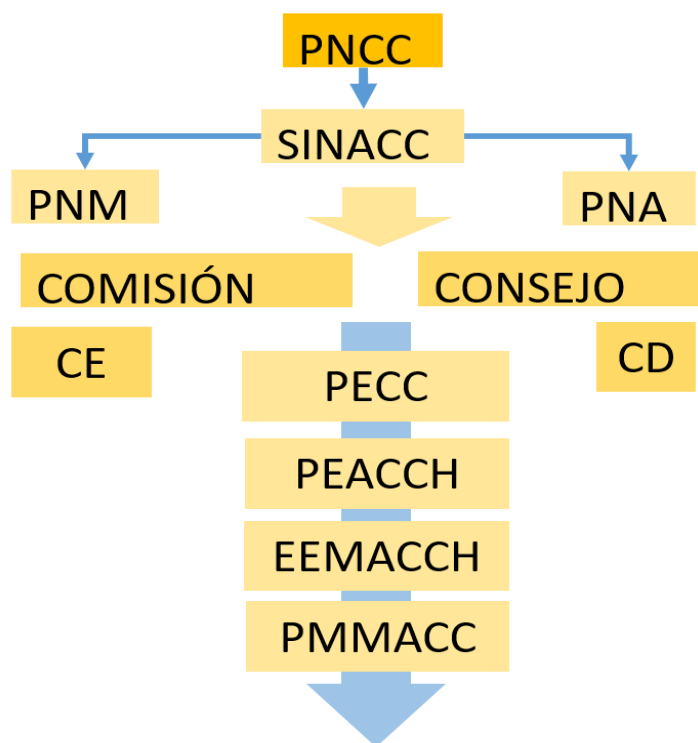 PNCC
SINACC
PNM
PNA
COMISIÓN
CONSEJO
CE
CD
PECC
PEACCH
EEMACCH
PMMACC